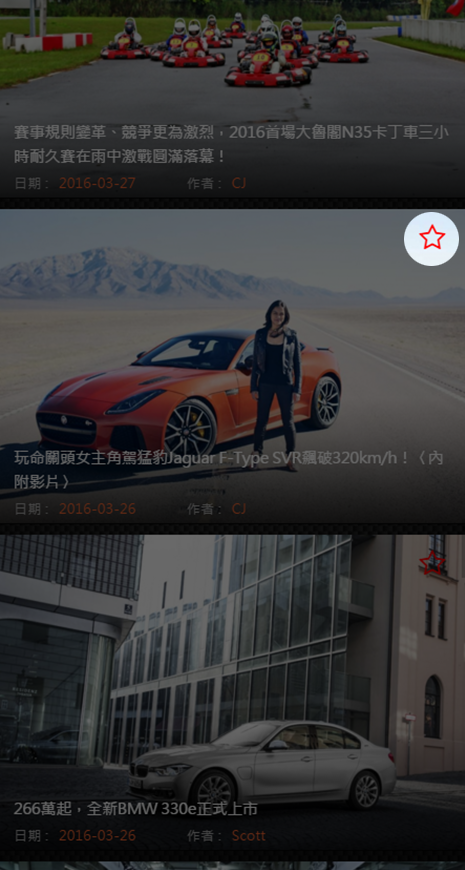 賽事規則變革、競爭更為激烈，2016首場大魯閣N35卡丁車三小
時耐久賽在雨中激戰圓滿落幕！
日期： 2016-03-27 作者： CJ
玩命關頭女主角駕猛豹Jaguar F-Type SVR飆破320km/h！〈 內
附影片 〉
日期： 2016-03-26 作者： CJ
266萬起，全新BMW 330e正式上市
日期： 2016-03-26 作者： Scott